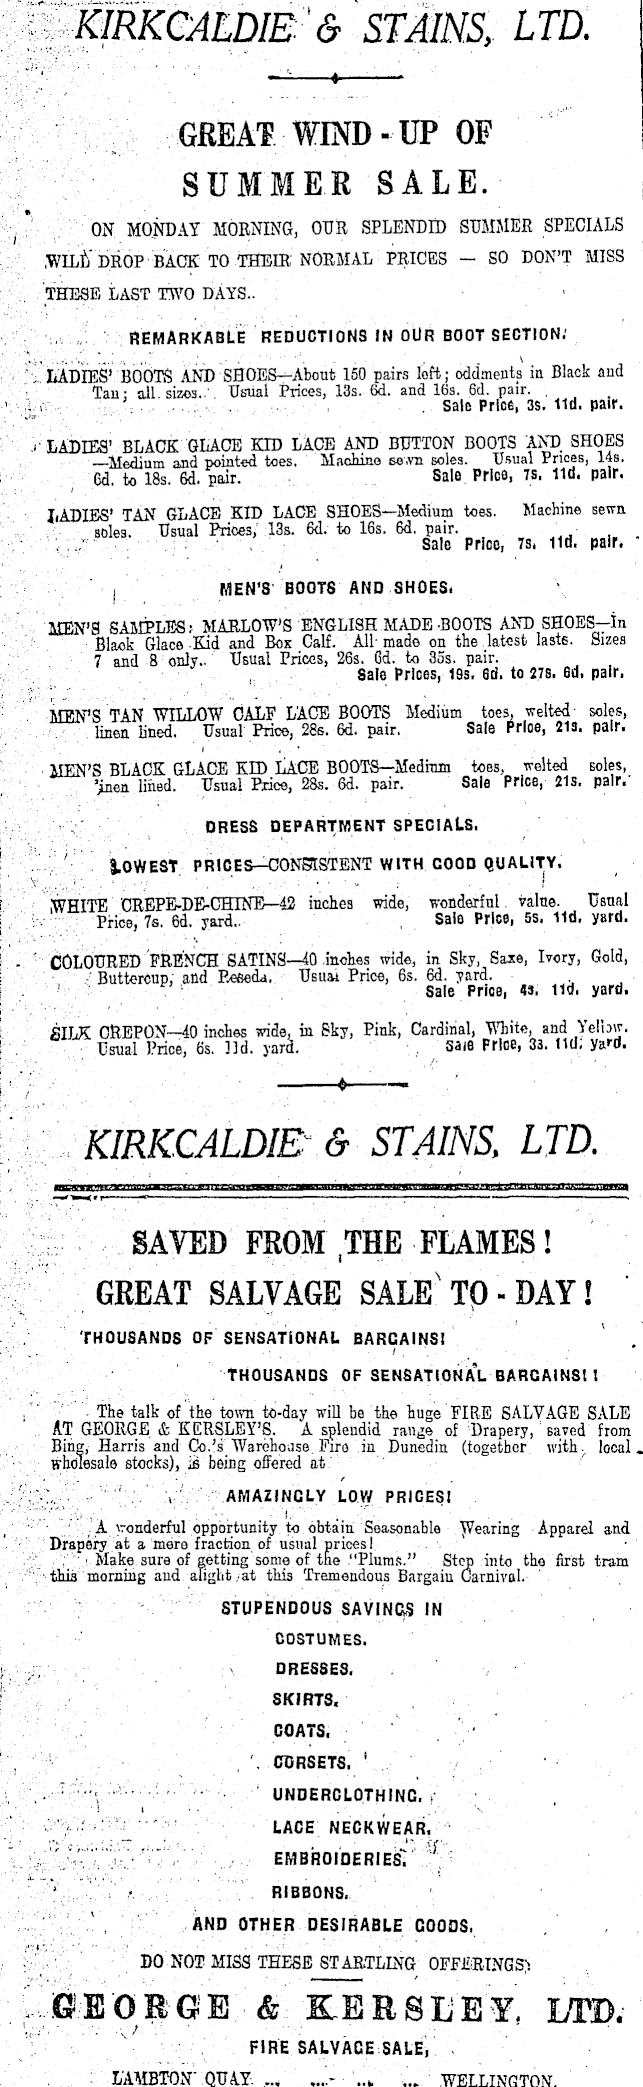 KIRKCALDIE & STAINS, LTD.
GREAT WIND-UP OF
SUMMER SALE.
ON MONDAY MORNING, OUR SPLENDID SUMMER SPECIALS
WILL DROP BACK TO THEIR NORMAL PRICES — SO DON'T MISS
THESE LAST TWO DAYS..
REMARKABLE REDUCTIONS IN OUR BOOT SECTION.
LADIES' BOOTS AND SHOES—About 150 pairs left; oddments in Black and
Tan; all sizes.. Usual Prices, 13s. 6d. and 16s. 6d. pair.
Sale Price, 3s. 11d. pair.
LADIES' BLACK GLACE KID LACE AND BUTTON BOOTS AND SHOES
—Medium and pointed toes. Machine sewn soles. Usual Prices, 14s.
6d. to 18s. 6d. pair. Sale Price, 7s. 11d. pair.
LADIES' TAN GLACE KID LACE SHOES—Medium toes. Machine sewn
soles. Usual Prices, 13s. 6d. to 16s. 6d. pair.
Sale Price, 7s. 11d. pair.
MEN'S BOOTS AND SHOES.
MEN'S SAMPLES: MARLOW'S ENGLISH MADE BOOTS AND SHOES—In
Black Glace Kid and Box Calf. All made on the latest lasts. Sizes
7 and 8 only.. Usual Prices, 26s. 6d. to 35s. pair.
Sale Prices, 19s. 6d. to 27s. 6d. pair.
MEN'S TAN WILLOW CALF LACE BOOTS Medium toes, welted soles,
linen lined. Usual Price, 28s. 6d. pair. Sale Price, 21s. pair.
MEN'S BLACK GLACE KID LACE BOOTS—Medium toes, welted soles,
linen lined. Usual Price, 28s. 6d. pair. Sale Price, 21s. pair.
DRESS DEPARTMENT SPECIALS.
LOWEST PRICES—CONSISTENT WITH GOOD QUALITY.
WHITE CREPE-DE-CHINE—42 inches wide, wonderful value. Usual
Price, 7s. 6d. yard.. Sale Price, 5s. 11d. yard.
COLOURED FRENCH SATINS—40 inches wide, in Sky, Saxe, Ivory, Gold,
Buttercup, and Reseda. Usual Price, 6s. 6d. yard.
Sale Price, 4s. 11d. yard.
SILK CREPON—40 inches wide, in Sky, Pink, Cardinal, White, and Yellow.
Usual Price, 6s. 11d. yard. Sale Price, 3s. 11d. yard.
KIRKCALDIE & STAINS, LTD.
SAVED FROM THE FLAMES!
GREAT SALVAGE SALE TO-DAY!
THOUSANDS OF SENSATIONAL BARGAINS!
THOUSANDS OF SENSATIONAL BARGAINS!!
The talk of the town to-day will be the huge FIRE SALVAGE SALE
AT GEORGE & KERSLEY'S. A splendid range of Drapery, saved from
Bing, Harris and Co.'s Warehouse Fire in Dunedin (together with local
wholesale stocks), is being offered at
AMAZINGLY LOW PRICES!
A wonderful opportunity to obtain Seasonable Wearing Apparel and
Drapery at a mere fraction of usual prices!
Make sure of getting some of the "Plums." Step into the first tram
this morning and alight at this Tremendous Bargain Carnival.
STUPENDOUS SAVINGS IN
COSTUMES.
DRESSES.
SKIRTS.
COATS.
CORSETS.
UNDERCLOTHING.
LACE NECKWEAR.
EMBROIDERIES.
RIBBONS.
AND OTHER DESIRABLE GOODS.
DO NOT MISS THESE STARTLING OFFERINGS)
GEORGE & KERSLEY, LTD.
FIRE SALVAGE SALE,
LAMBTON QUAY ... ... ... ... WELLINGTON.